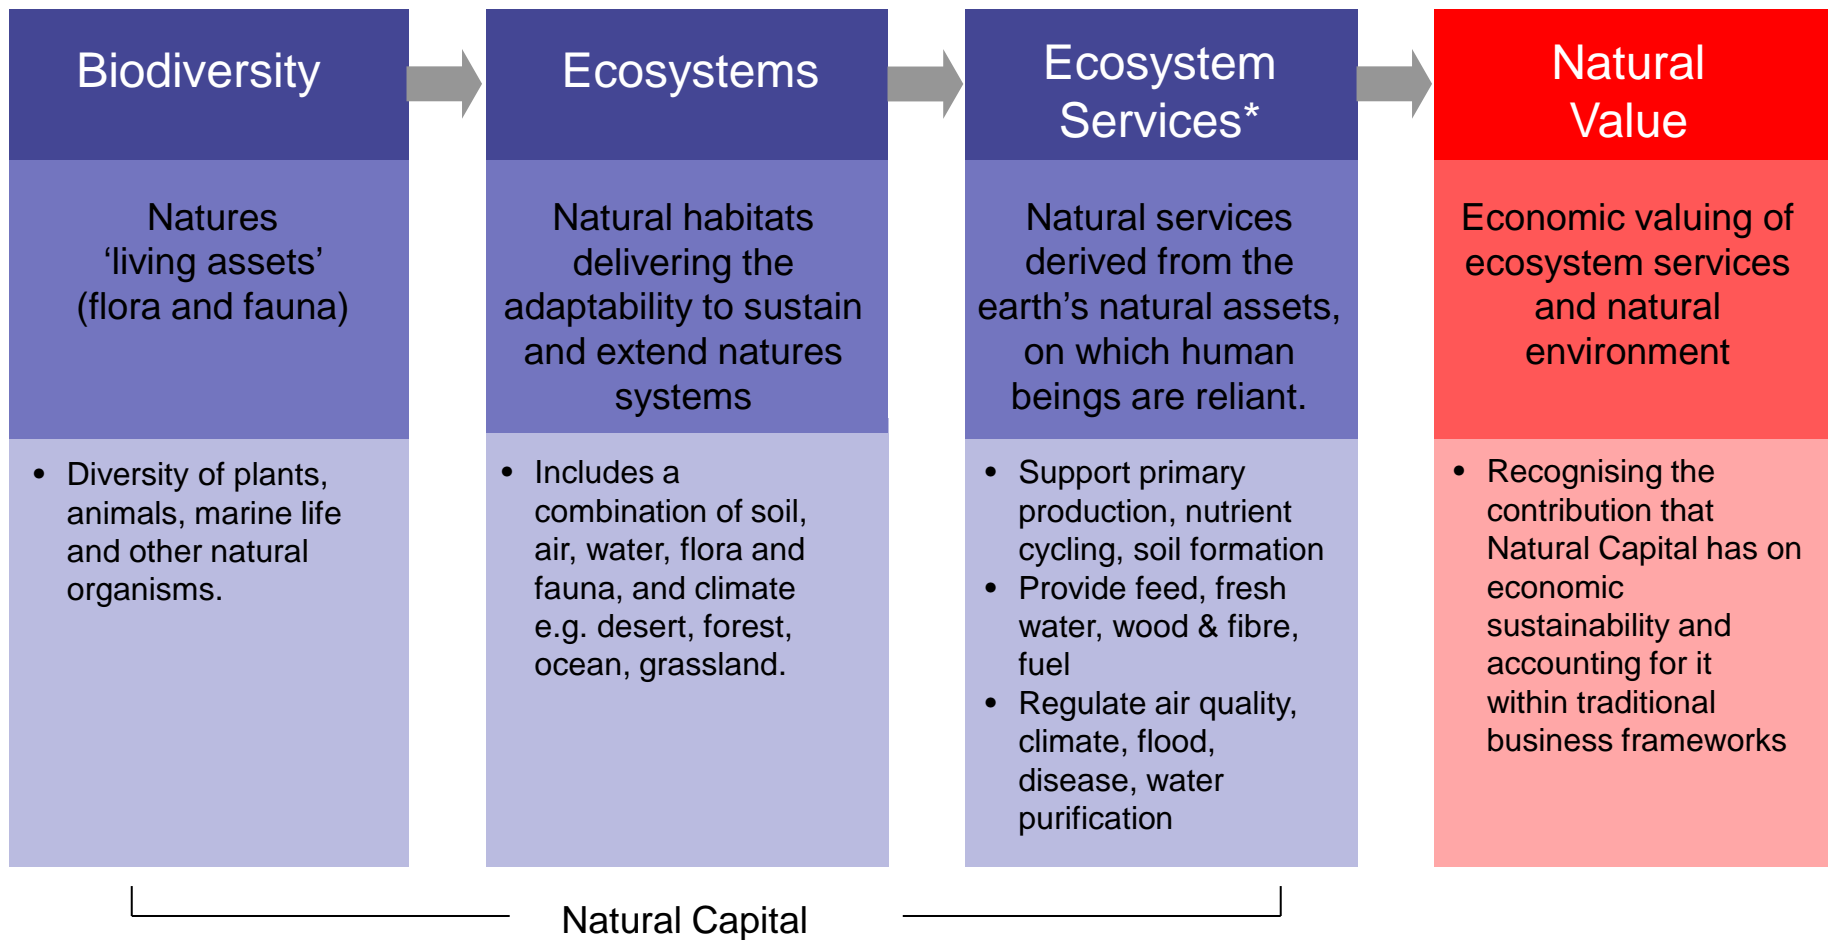 Biodiversity
Natures
‘living assets’
(flora and fauna)
• Diversity of plants,
animals, marine life
and other natural
organisms.
Ecosystems
Natural habitats
delivering the
adaptability to sustain
and extend natures
systems
• Includes a
combination of soil,
air, water, flora and
fauna, and climate
e.g. desert, forest,
ocean, grassland.
Ecosystem
Services*
Natural services
derived from the
earth’s natural assets,
on which human
beings are reliant.
• Support primary
production, nutrient
cycling, soil formation
• Provide feed, fresh
water, wood & fibre,
fuel
• Regulate air quality,
climate, flood,
disease, water
purification
Natural
Value
Economic valuing of
ecosystem services
and natural
environment
• Recognising the
contribution that
Natural Capital has on
economic
sustainability and
accounting for it
within traditional
business frameworks
Natural Capital